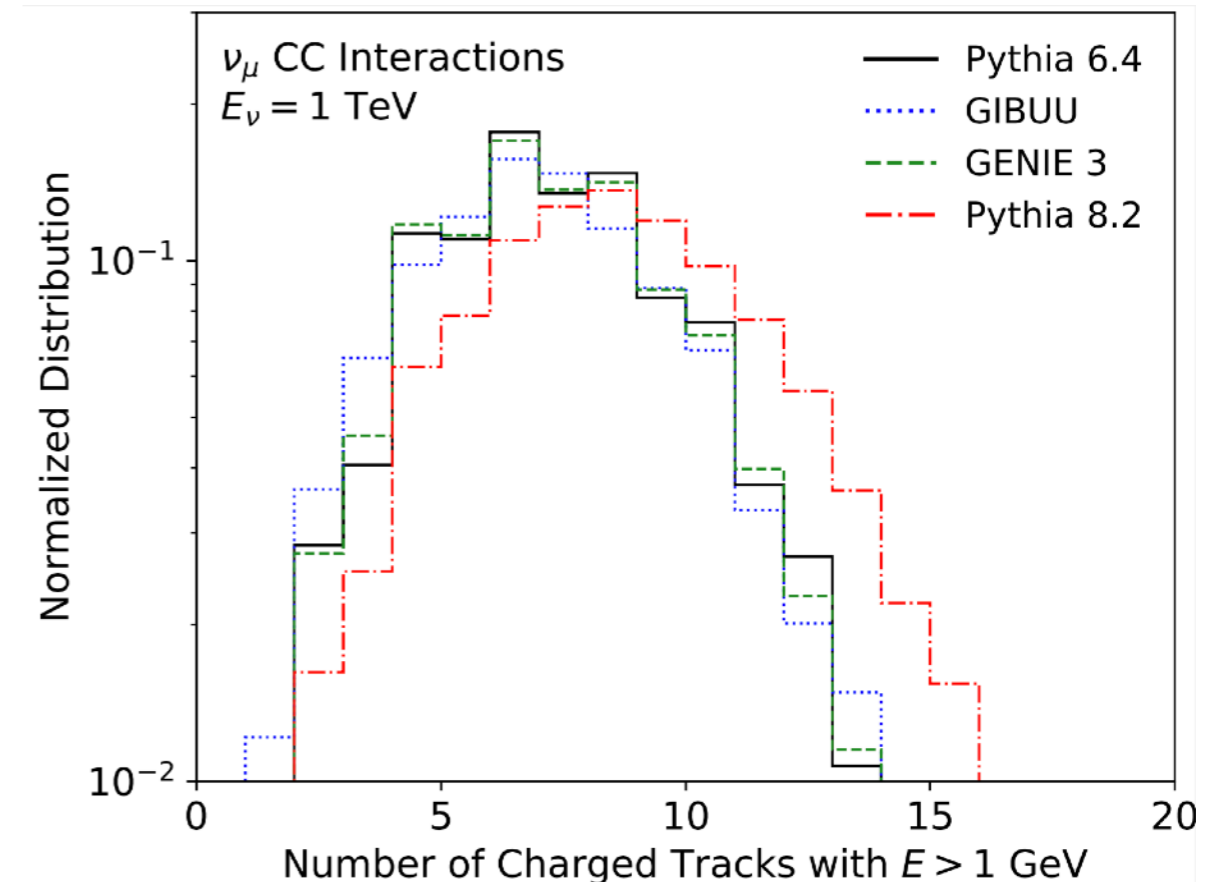 ν_μ CC Interactions
E_ν = 1 TeV
Pythia 6.4
GIBUU
GENIE 3
Pythia 8.2
Normalized Distribution
10⁻¹
10⁻²
0 5 10 15 20
Number of Charged Tracks with E > 1 GeV